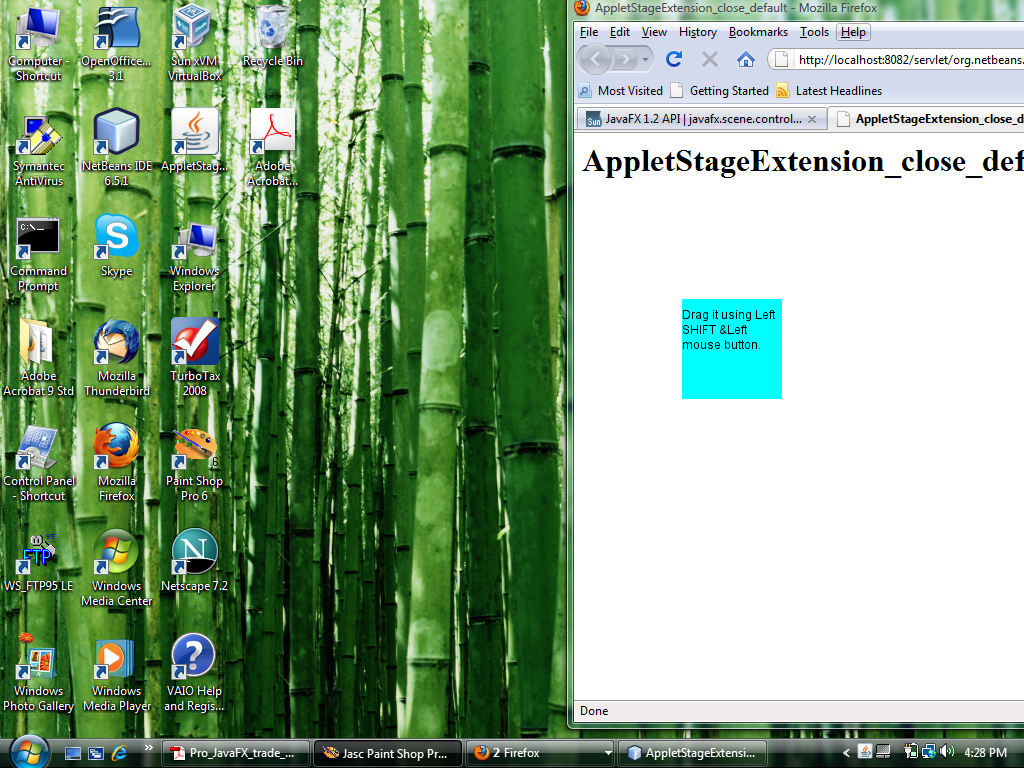 Computer - Shortcut
OpenOffice... 3.1
Sun xVM VirtualBox
Recycle Bin
Symantec AntiVirus
NetBeans IDE 6.5.1
AppletStag...
Adobe Acrobat...
C:\_
Command Prompt
S
Skype
Windows Explorer
Adobe Acrobat 9 Std
Mozilla Thunderbird
TurboTax 2008
Control Panel - Shortcut
Mozilla Firefox
6
Paint Shop Pro 6
95
FTP
WS_FTP95 LE
Windows Media Center
N
Netscape 7.2
Windows Photo Gallery
Windows Media Player
?
VAIO Help and Regis...
AppletStageExtension_close_default - Mozilla Firefox
File Edit View History Bookmarks Tools Help
http://localhost:8082/servlet/org.netbeans.
Most Visited Getting Started Latest Headlines
Sun JavaFX 1.2 API | javafx.scene.control... AppletStageExtension_close_d
AppletStageExtension_close_def
Drag it using Left
SHIFT &Left
mouse button.
Done
» Pro_JavaFX_trade_... Jasc Paint Shop Pr... 2 Firefox AppletStageExtensi... < 4:28 PM